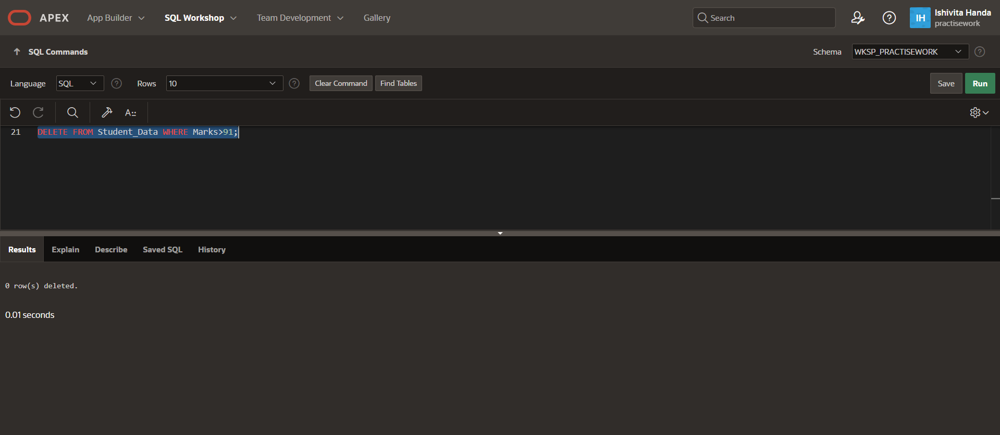 APEX App Builder SQL Workshop Team Development Gallery Search IH Ishivita Handa
practisework
SQL Commands Schema WKSP_PRACTISEWORK
Language SQL Rows 10 Clear Command Find Tables Save Run
A::
21 DELETE FROM Student_Data WHERE Marks>91;
Results Explain Describe Saved SQL History
0 row(s) deleted.
0.01 seconds